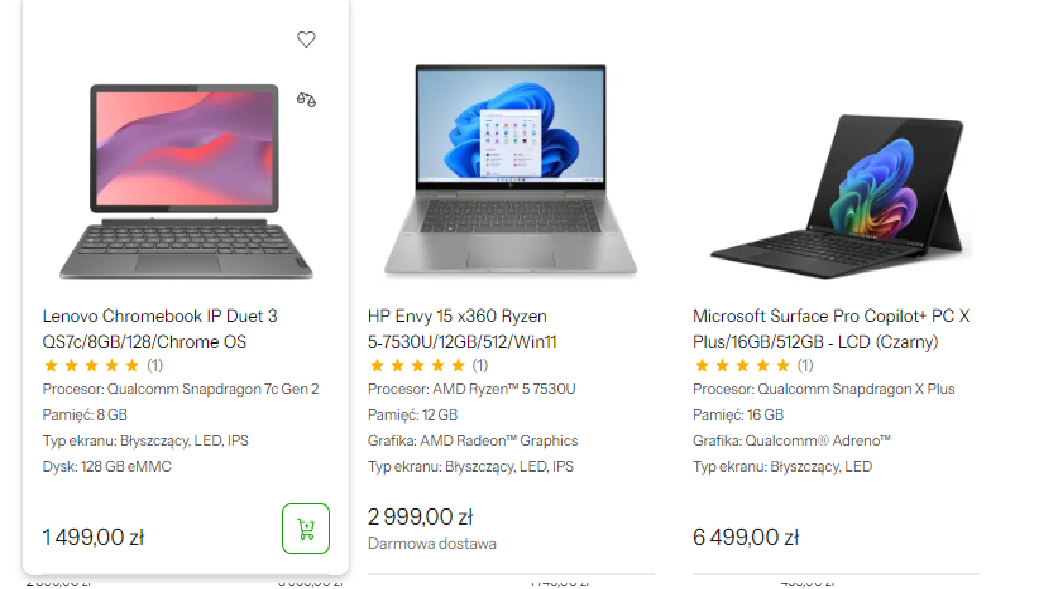 Lenovo Chromebook IP Duet 3
QS7c/8GB/128/Chrome OS
(1)
Procesor: Qualcomm Snapdragon 7c Gen 2
Pamięć: 8 GB
Typ ekranu: Błyszczący, LED, IPS
Dysk: 128 GB eMMC
1 499,00 zł
HP Envy 15 x360 Ryzen
5-7530U/12GB/512/Win11
(1)
Procesor: AMD Ryzen™ 5 7530U
Pamięć: 12 GB
Grafika: AMD Radeon™ Graphics
Typ ekranu: Błyszczący, LED, IPS
2 999,00 zł
Darmowa dostawa
Microsoft Surface Pro Copilot+ PC X
Plus/16GB/512GB - LCD (Czarny)
(1)
Procesor: Qualcomm Snapdragon X Plus
Pamięć: 16 GB
Grafika: Qualcomm® Adreno™
Typ ekranu: Błyszczący, LED
6 499,00 zł